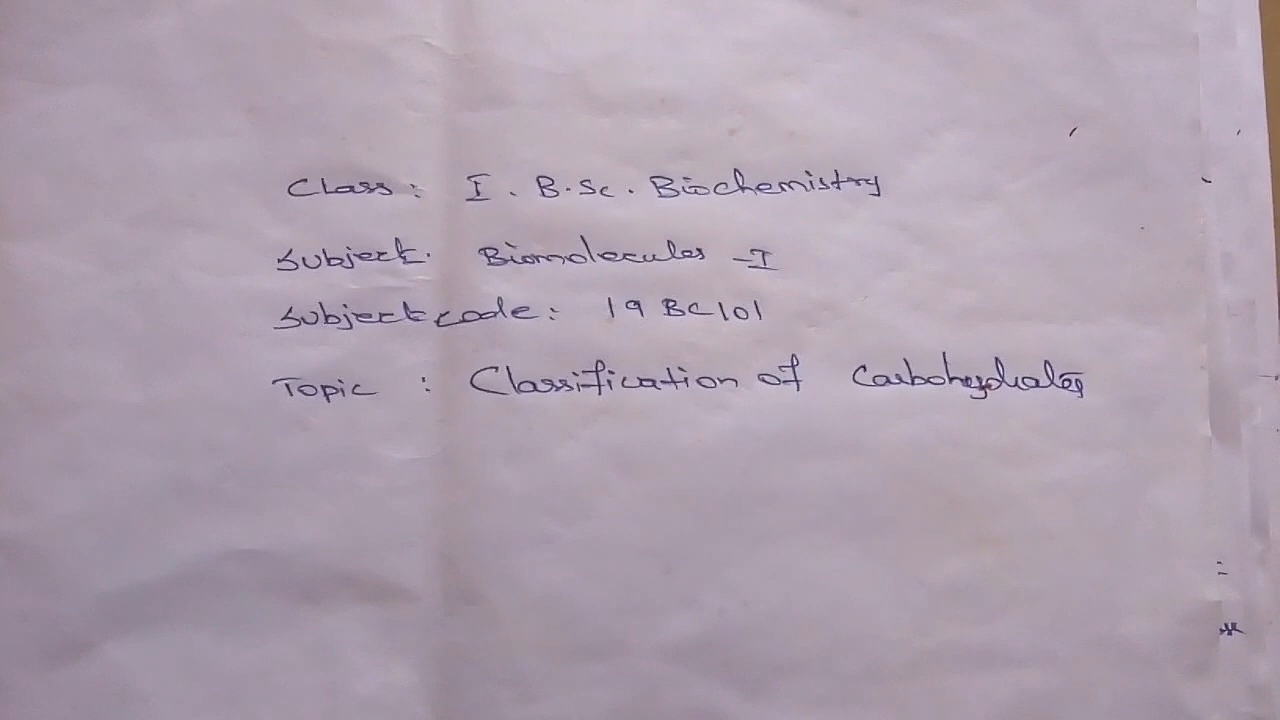 Class: I. B.Sc. Biochemistry
Subject: Biomolecules -I
Subject code: 19 BC101
Topic : Classification of Carbohydrates